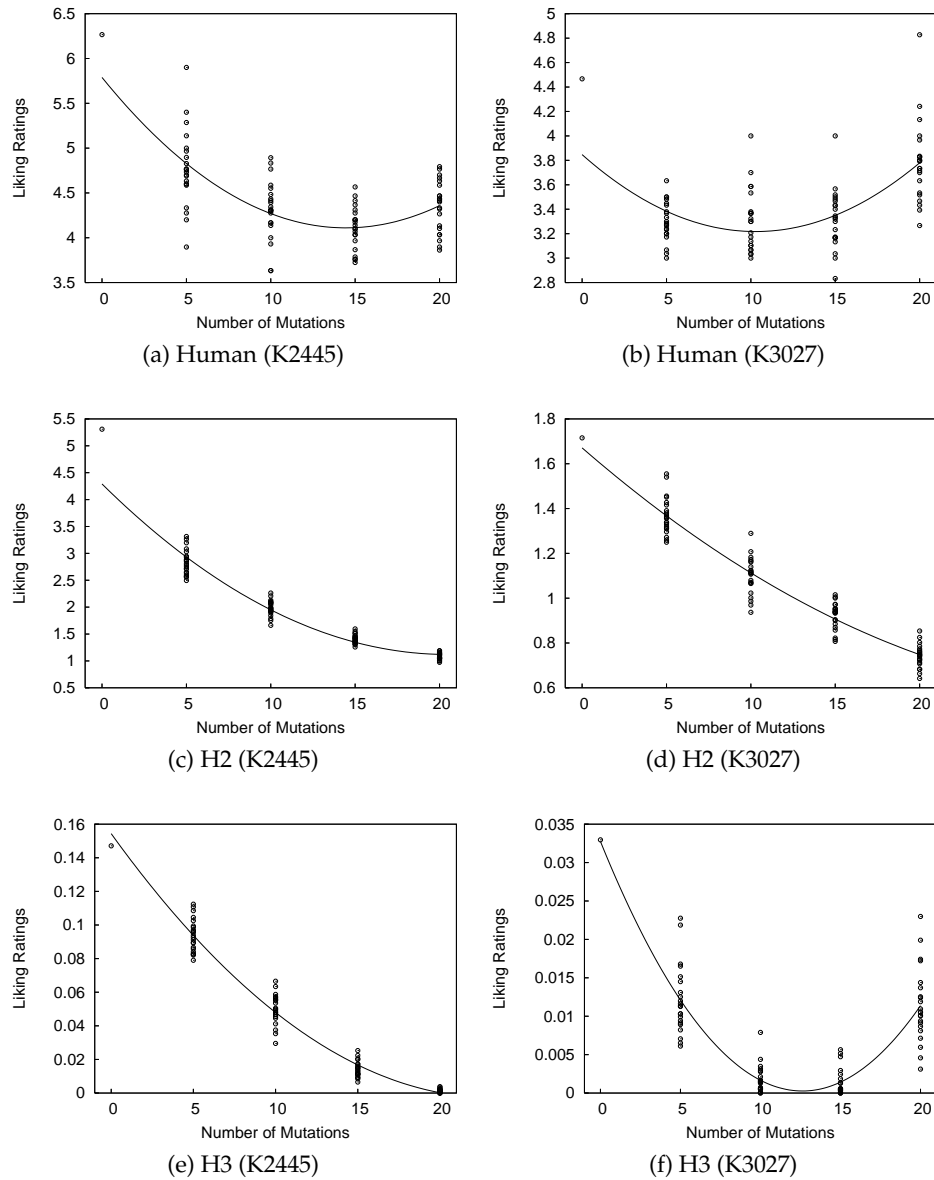 6.5
6
5.5
5
4.5
4
3.5
Liking Ratings
0 5 10 15 20
Number of Mutations
(a) Human (K2445)
5
4.8
4.6
4.4
4.2
4
3.8
3.6
3.4
3.2
3
2.8
Liking Ratings
0 5 10 15 20
Number of Mutations
(b) Human (K3027)
5.5
5
4.5
4
3.5
3
2.5
2
1.5
1
0.5
Liking Ratings
0 5 10 15 20
Number of Mutations
(c) H2 (K2445)
1.8
1.6
1.4
1.2
1
0.8
0.6
Liking Ratings
0 5 10 15 20
Number of Mutations
(d) H2 (K3027)
0.16
0.14
0.12
0.1
0.08
0.06
0.04
0.02
0
Liking Ratings
0 5 10 15 20
Number of Mutations
(e) H3 (K2445)
0.035
0.03
0.025
0.02
0.015
0.01
0.005
0
Liking Ratings
0 5 10 15 20
Number of Mutations
(f) H3 (K3027)